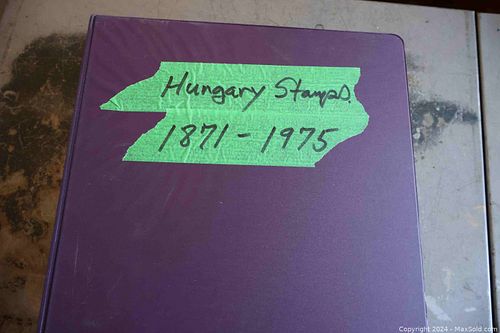 Hungary Stamps.
1871-1975
Copyright 2024 - MaxSold.com